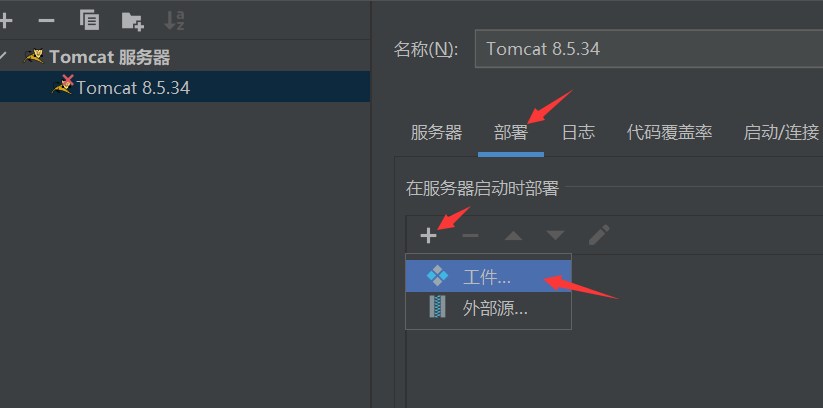 Tomcat 服务器
Tomcat 8.5.34
名称(N): Tomcat 8.5.34
服务器 部署 日志 代码覆盖率 启动/连接
在服务器启动时部署
工件...
外部源...